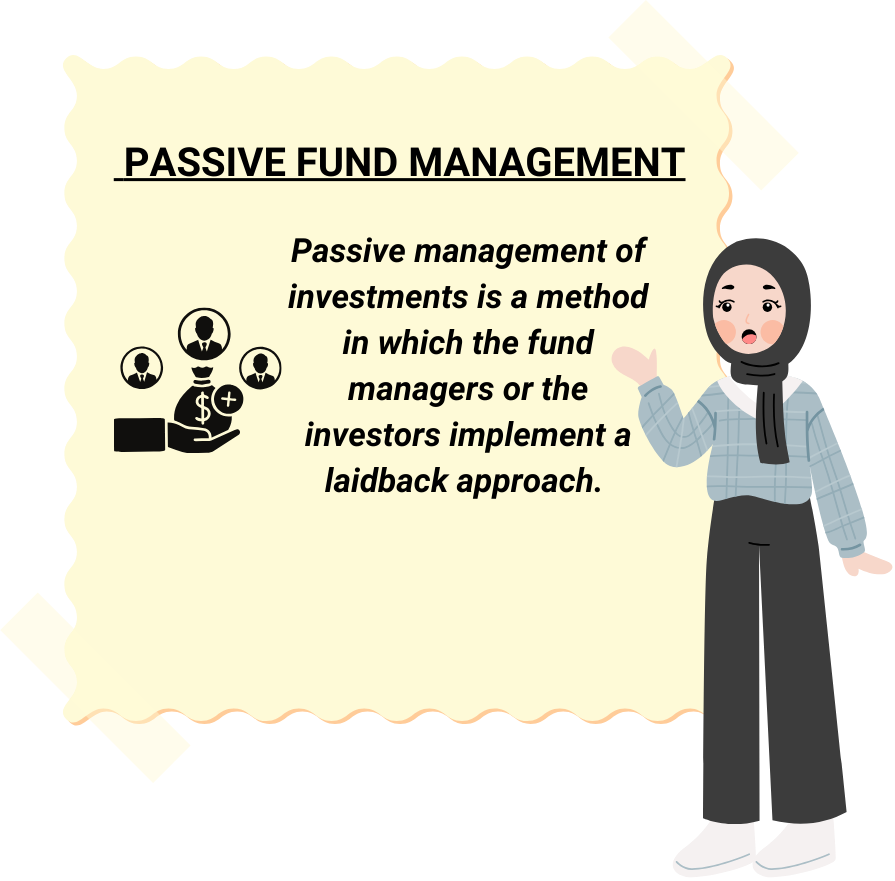 PASSIVE FUND MANAGEMENT
Passive management of
investments is a method
in which the fund
managers or the
investors implement a
laidback approach.
$